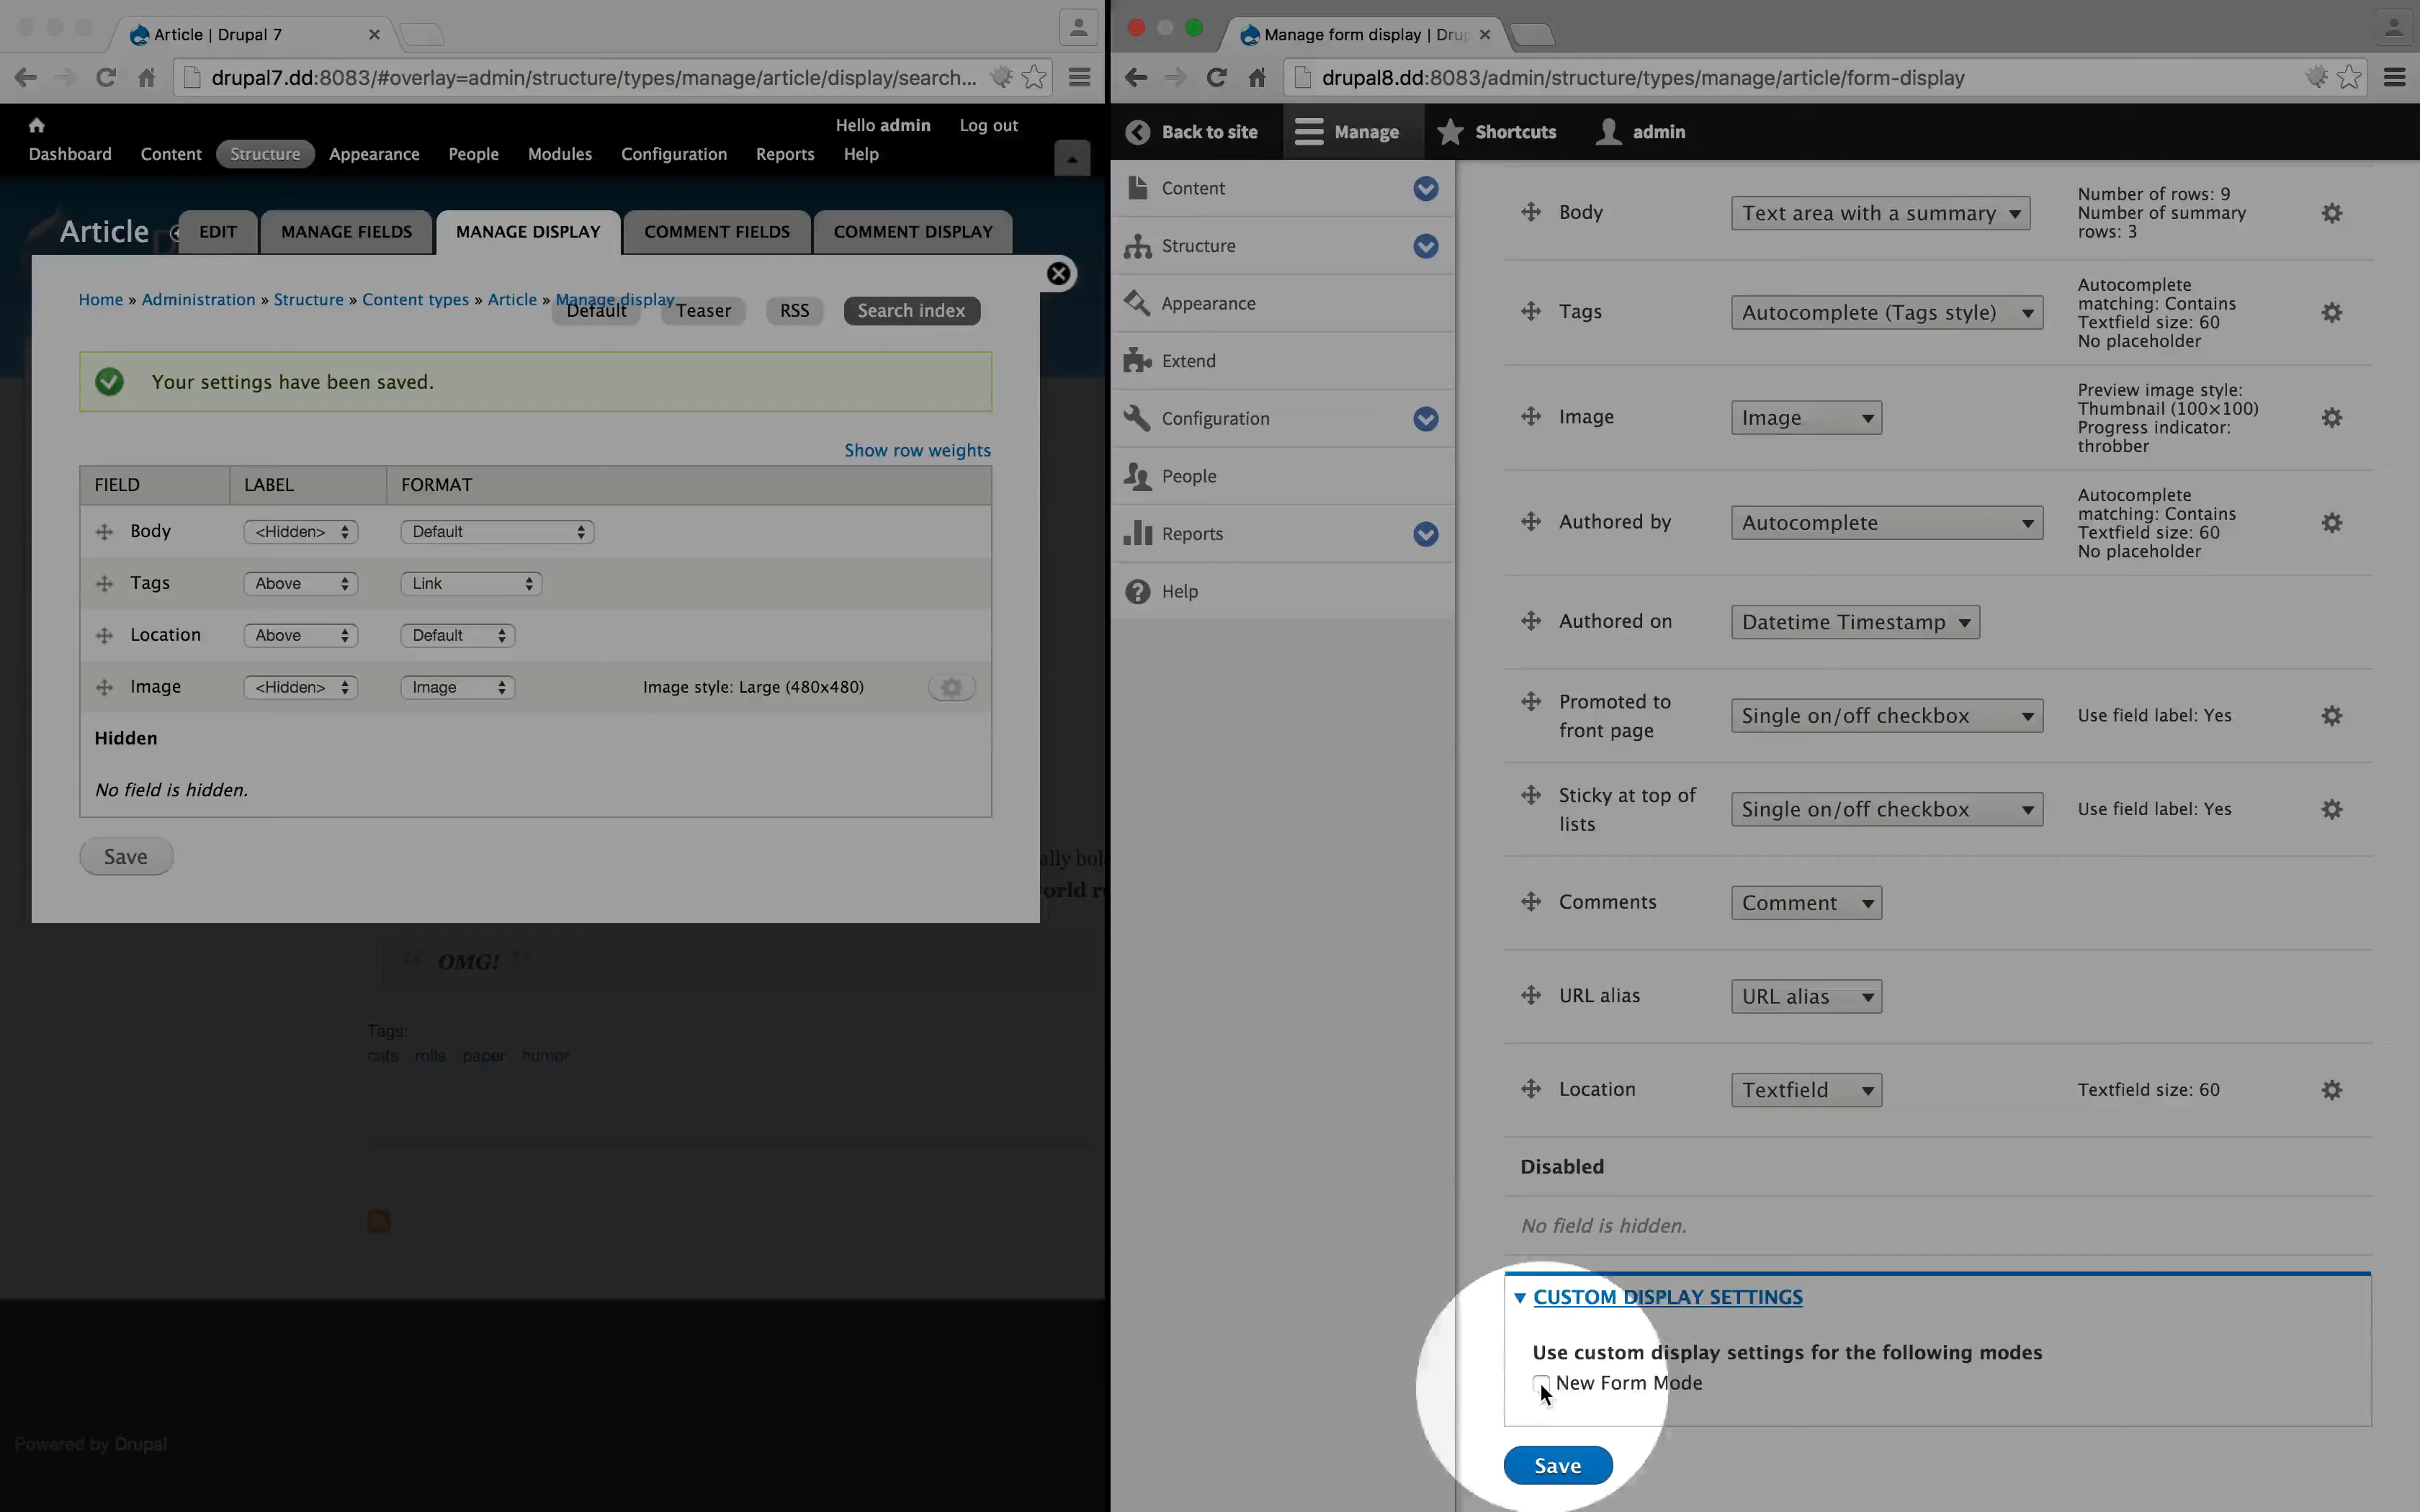 Article | Drupal 7
drupal7.dd:8083/#overlay=admin/structure/types/manage/article/display/search...
Hello admin Log out
Dashboard Content Structure Appearance People Modules Configuration Reports Help
Article
EDIT MANAGE FIELDS MANAGE DISPLAY COMMENT FIELDS COMMENT DISPLAY
Home » Administration » Structure » Content types » Article » Manage display
Default Teaser RSS Search index
Your settings have been saved.
Show row weights
FIELD LABEL FORMAT
Body <Hidden> Default
Tags Above Link
Location Above Default
Image <Hidden> Image Image style: Large (480x480)
Hidden
No field is hidden.
Save
OMG!
Tags:
cats rolls paper humor
Powered by Drupal
Manage form display | Dru
drupal8.dd:8083/admin/structure/types/manage/article/form-display
Back to site Manage Shortcuts admin
Content
Structure
Appearance
Extend
Configuration
People
Reports
Help
Body Text area with a summary
Number of rows: 9
Number of summary
rows: 3
Tags Autocomplete (Tags style)
Autocomplete
matching: Contains
Textfield size: 60
No placeholder
Image Image
Preview image style:
Thumbnail (100×100)
Progress indicator:
throbber
Authored by Autocomplete
Autocomplete
matching: Contains
Textfield size: 60
No placeholder
Authored on Datetime Timestamp
Promoted to
front page
Single on/off checkbox Use field label: Yes
Sticky at top of
lists
Single on/off checkbox Use field label: Yes
Comments Comment
URL alias URL alias
Location Textfield Textfield size: 60
Disabled
No field is hidden.
CUSTOM DISPLAY SETTINGS
Use custom display settings for the following modes
New Form Mode
Save